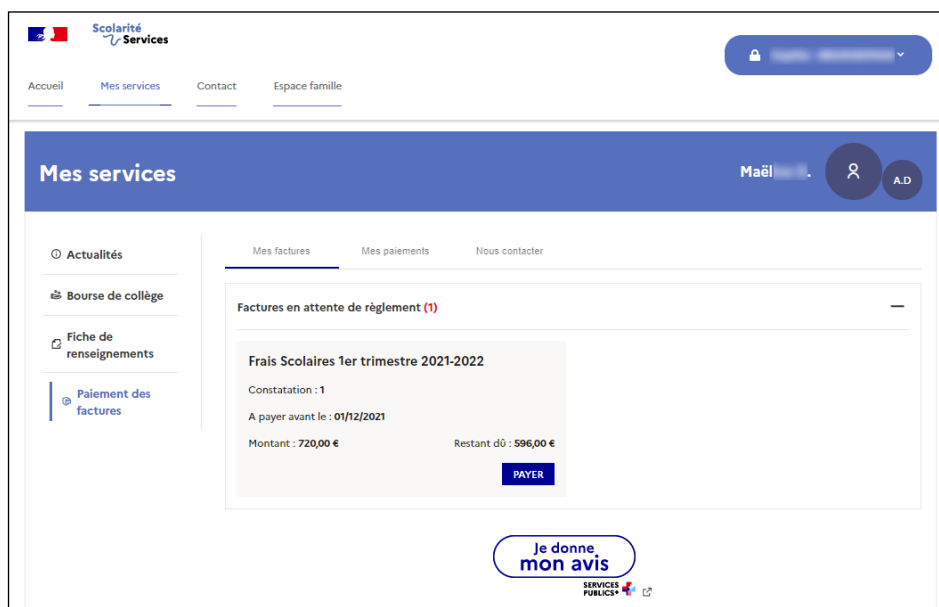 Scolarité
Services
Accueil
Mes services
Contact
Espace famille
Mes services
Maël
A.D
Actualités
Bourse de collège
Fiche de
renseignements
Paiement des
factures
Mes factures
Mes paiements
Nous contacter
Factures en attente de règlement (1)
Frais Scolaires 1er trimestre 2021-2022
Constatation : 1
A payer avant le : 01/12/2021
Montant : 720,00 €
Restant dû : 596,00 €
PAYER
Je donne
mon avis
SERVICES
PUBLICS+